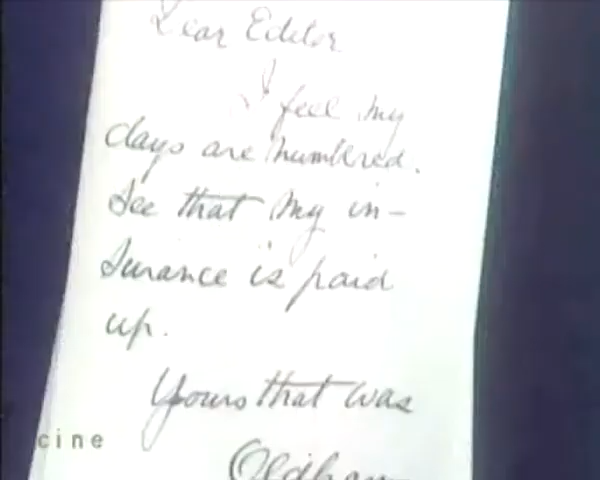 Dear Editor
I feel my
days are numbered.
See that my in-
surance is paid
up.
Yours that was
Oldham
cine